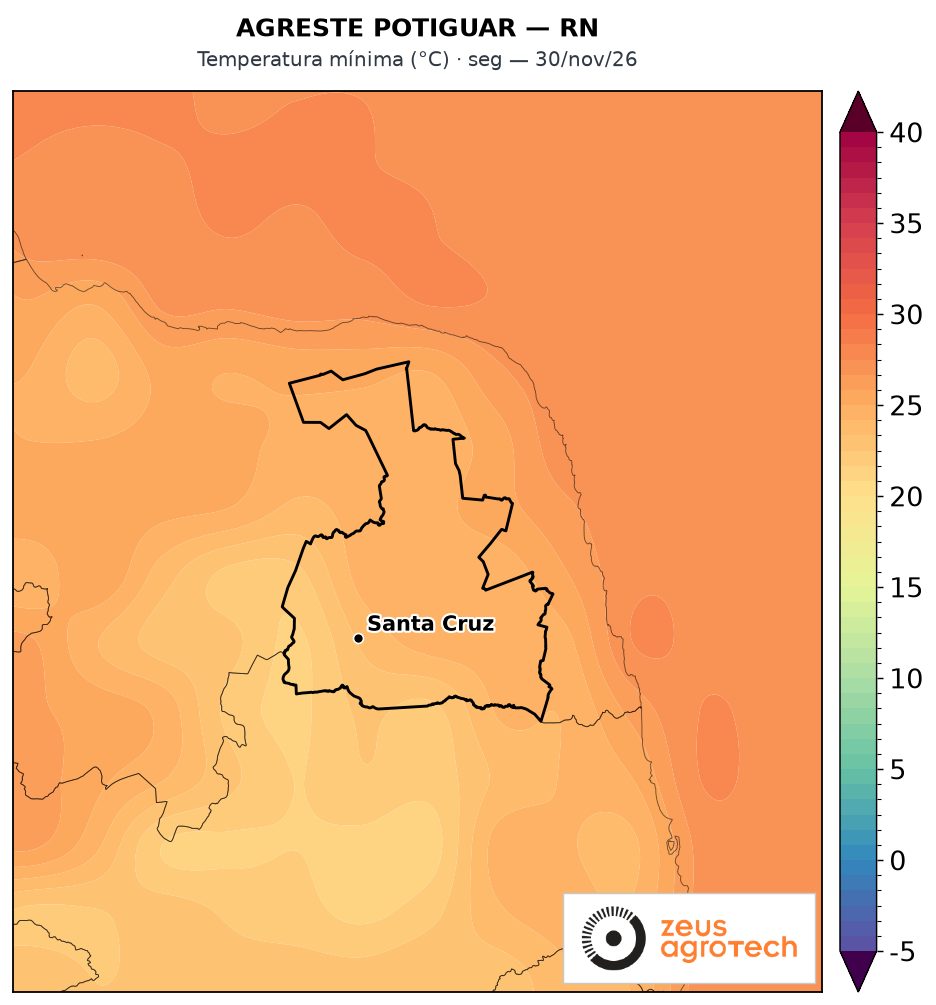 AGRESTE POTIGUAR — RN
Temperatura mínima (°C) · seg — 30/nov/26
40
35
30
25
20
15
10
5
0
-5
Santa Cruz
zeus
agrotech